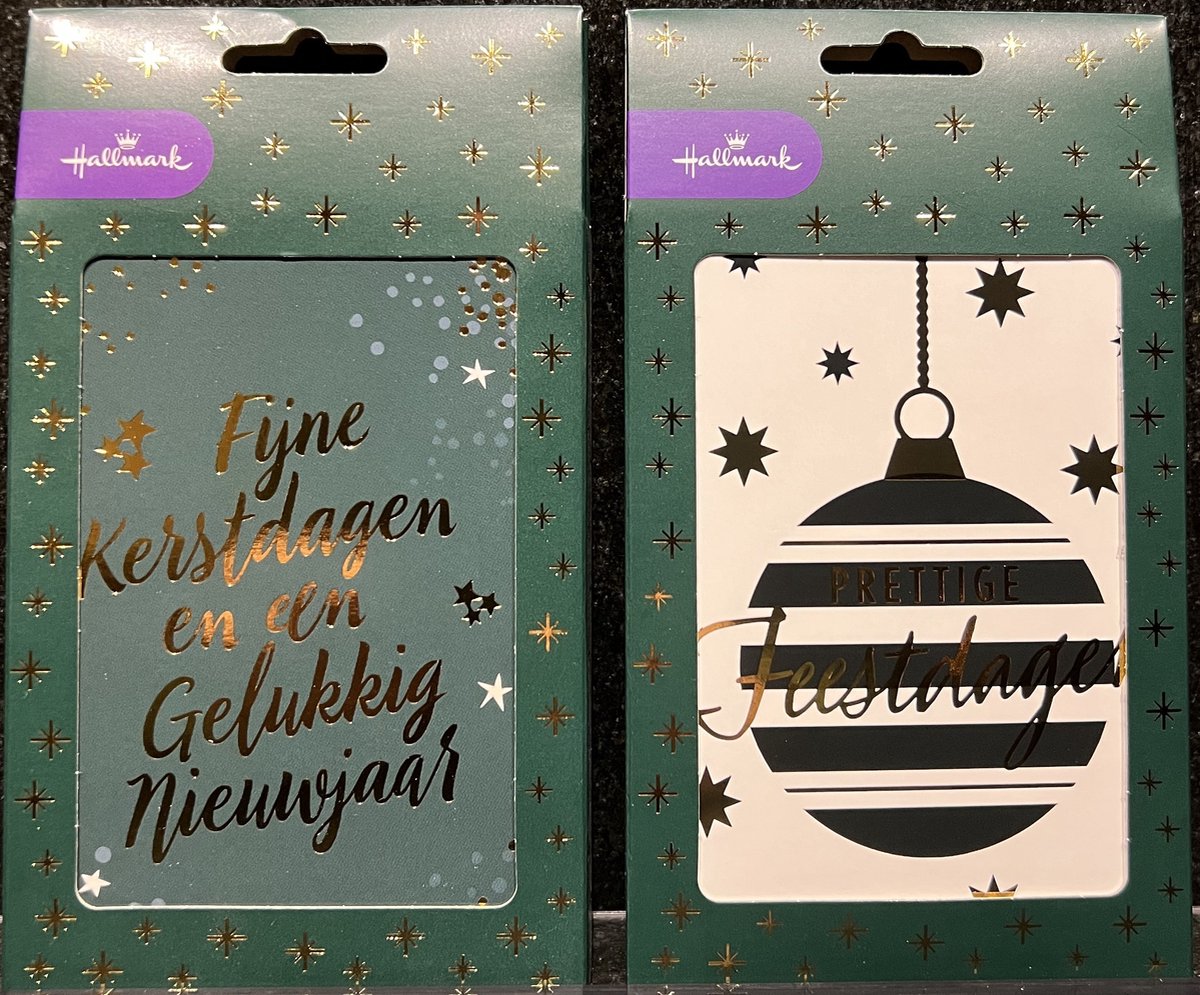 Hallmark
Fijne
Kerstdagen
en een
Gelukkig
Nieuwjaar
Hallmark
PRETTIGE
Feestdagen